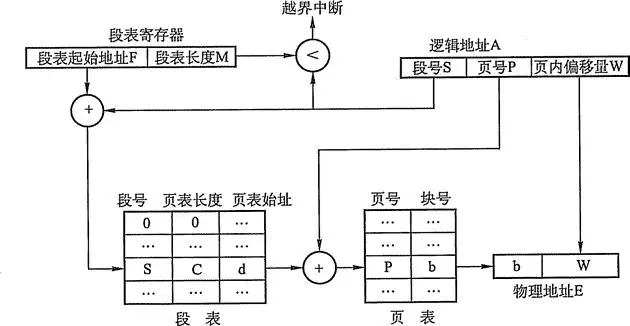 越界中断
段表寄存器
段表起始地址F 段表长度M
<
逻辑地址A
段号S 页号P 页内偏移量W
+
段号 页表长度 页表始址
0 0 …
… … …
S C d
… … …
段 表
+
页号 块号
… …
… …
P b
… …
页 表
b W
物理地址E